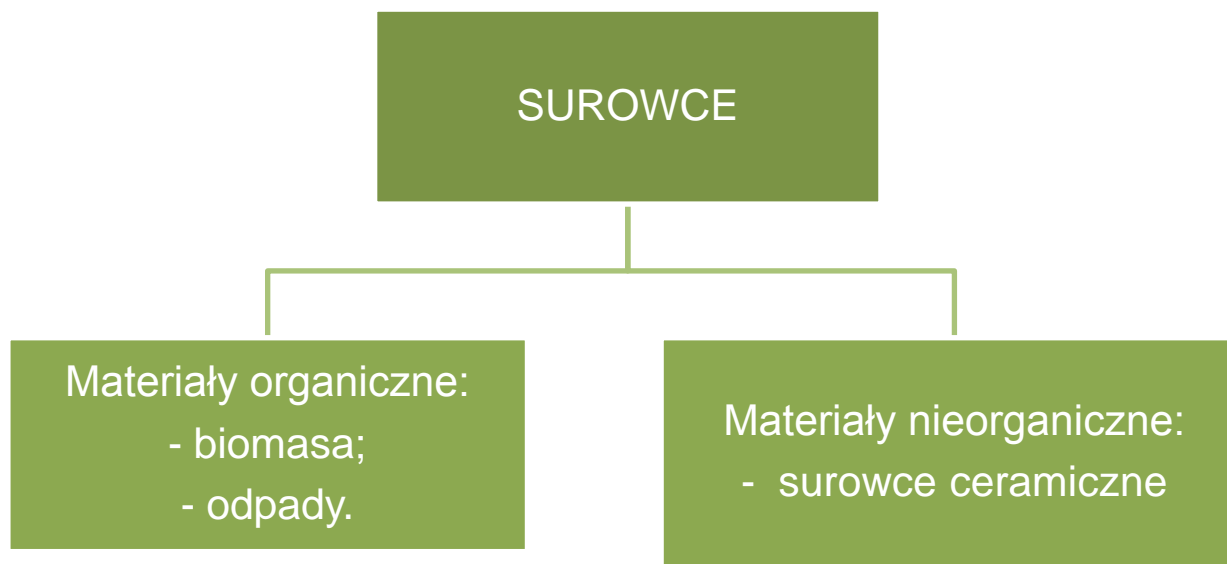 SUROWCE
Materiały organiczne:
- biomasa;
- odpady.
Materiały nieorganiczne:
- surowce ceramiczne